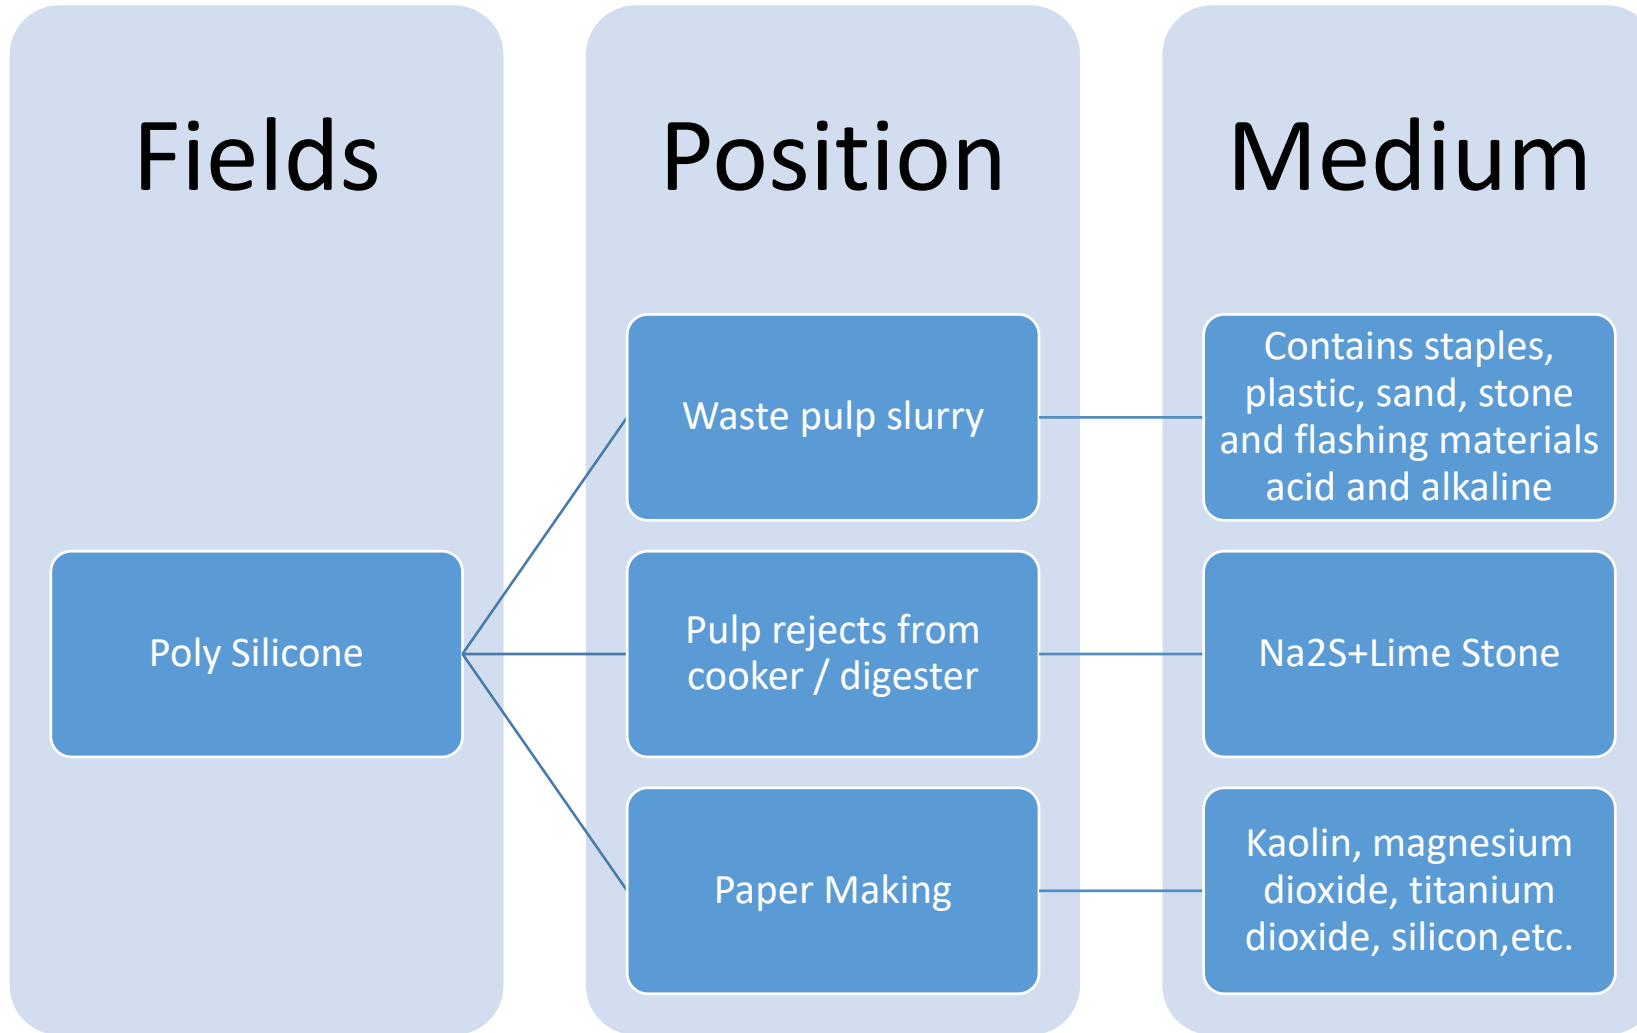 Fields
Position
Medium
Poly Silicone
Waste pulp slurry
Contains staples,
plastic, sand, stone
and flashing materials
acid and alkaline
Pulp rejects from
cooker / digester
Na2S+Lime Stone
Paper Making
Kaolin, magnesium
dioxide, titanium
dioxide, silicon,etc.